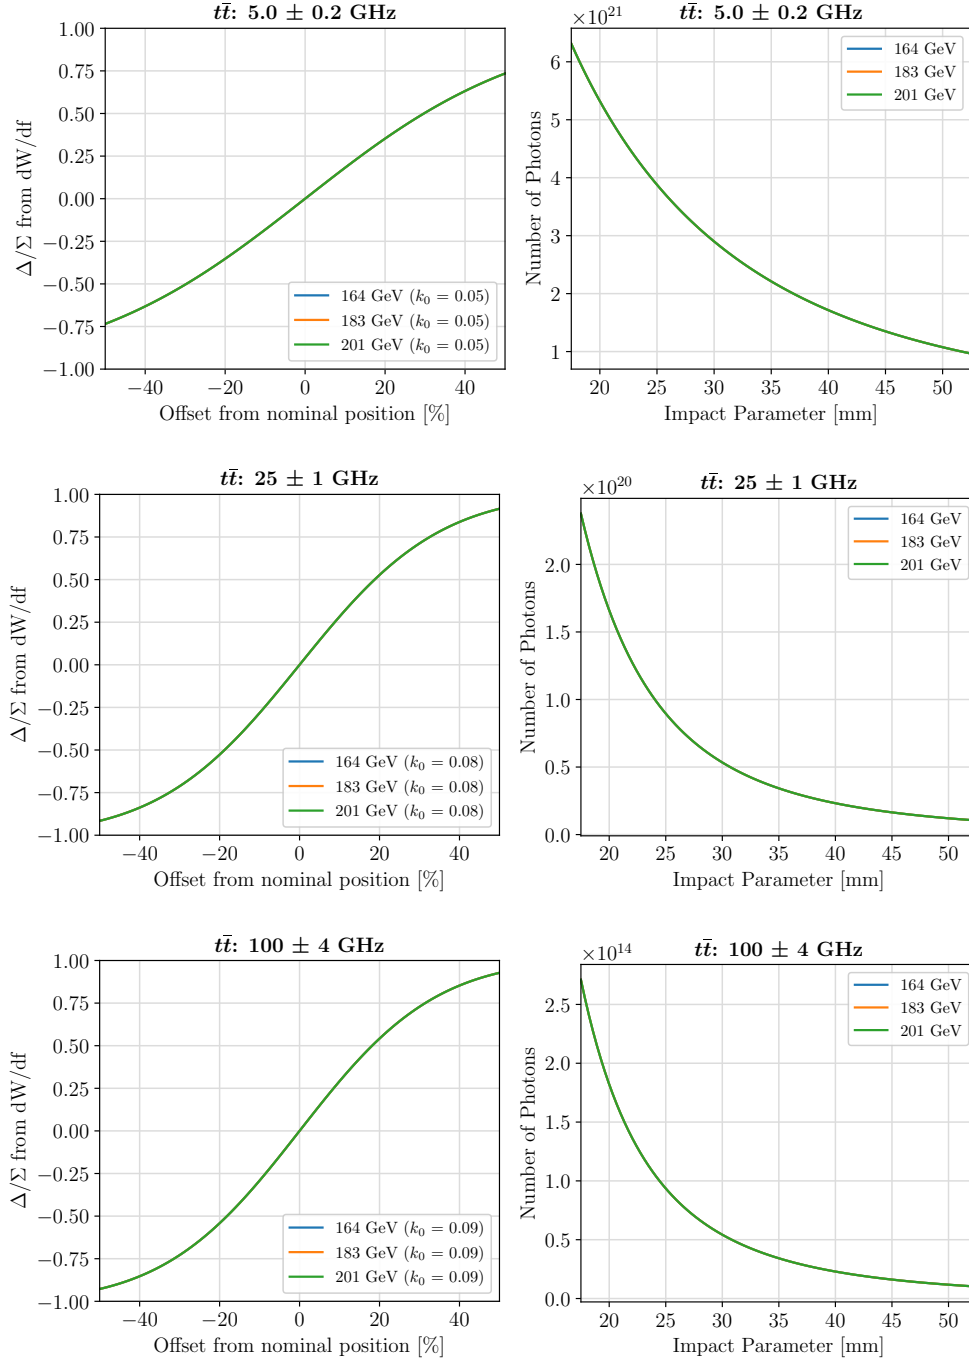 tt̅: 5.0 ± 0.2 GHz
1.00
0.75
0.50
0.25
0.00
−0.25
−0.50
−0.75
−1.00
Δ/Σ from dW/df
164 GeV (k₀ = 0.05)
183 GeV (k₀ = 0.05)
201 GeV (k₀ = 0.05)
−40 −20 0 20 40
Offset from nominal position [%]
tt̅: 5.0 ± 0.2 GHz
×10²¹
6
5
4
3
2
1
Number of Photons
164 GeV
183 GeV
201 GeV
20 25 30 35 40 45 50
Impact Parameter [mm]
tt̅: 25 ± 1 GHz
1.00
0.75
0.50
0.25
0.00
−0.25
−0.50
−0.75
−1.00
Δ/Σ from dW/df
164 GeV (k₀ = 0.08)
183 GeV (k₀ = 0.08)
201 GeV (k₀ = 0.08)
−40 −20 0 20 40
Offset from nominal position [%]
tt̅: 25 ± 1 GHz
×10²⁰
2.0
1.5
1.0
0.5
0.0
Number of Photons
164 GeV
183 GeV
201 GeV
20 25 30 35 40 45 50
Impact Parameter [mm]
tt̅: 100 ± 4 GHz
1.00
0.75
0.50
0.25
0.00
−0.25
−0.50
−0.75
−1.00
Δ/Σ from dW/df
164 GeV (k₀ = 0.09)
183 GeV (k₀ = 0.09)
201 GeV (k₀ = 0.09)
−40 −20 0 20 40
Offset from nominal position [%]
tt̅: 100 ± 4 GHz
×10¹⁴
2.5
2.0
1.5
1.0
0.5
0.0
Number of Photons
164 GeV
183 GeV
201 GeV
20 25 30 35 40 45 50
Impact Parameter [mm]